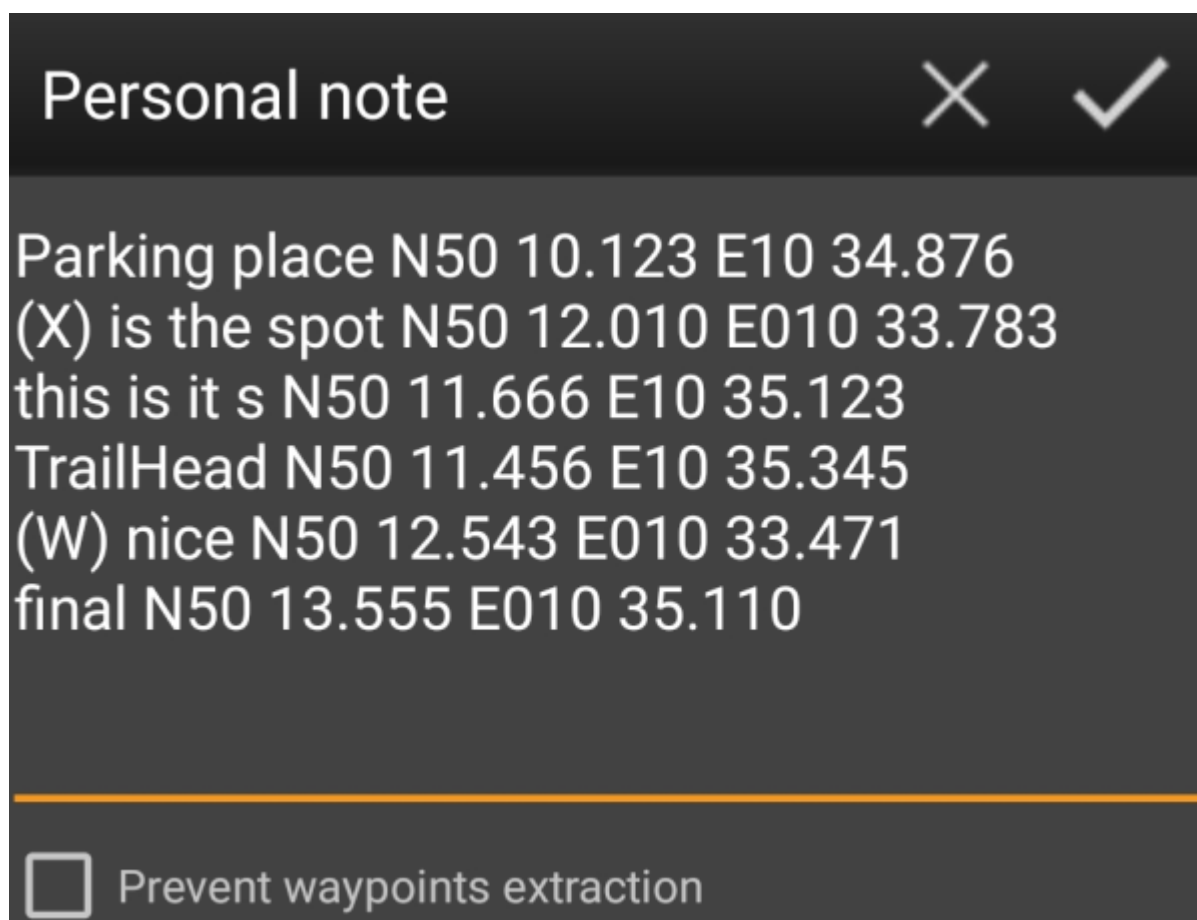 Personal note
Parking place N50 10.123 E10 34.876
(X) is the spot N50 12.010 E010 33.783
this is it s N50 11.666 E10 35.123
TrailHead N50 11.456 E10 35.345
(W) nice N50 12.543 E010 33.471
final N50 13.555 E010 35.110
Prevent waypoints extraction